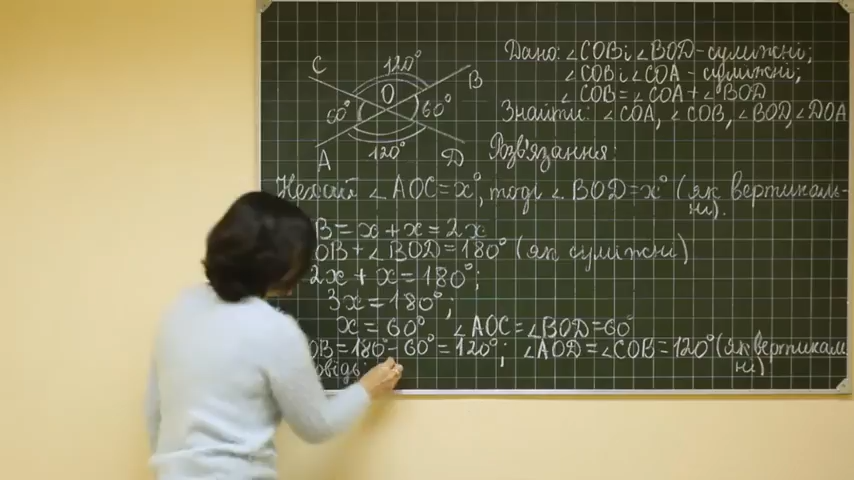 C 120° B
60° O 60°
A 120° D
Дано: ∠COB і ∠BOD - суміжні;
∠COB і ∠COA - суміжні;
∠COB = ∠COA + ∠BOD
Знайти: ∠COA, ∠COB, ∠BOD, ∠DOA
Розв'язання:
Нехай ∠AOC = x°, тоді ∠BOD = x° (як вертикаль-
ні).
B = x + x = 2x
OB + ∠BOD = 180° (як суміжні)
2x + x = 180°;
3x = 180°;
x = 60° ∠AOC = ∠BOD = 60°
OB = 180° - 60° = 120°; ∠AOD = ∠COB = 120° (як вертикаль
ні)
овідь: